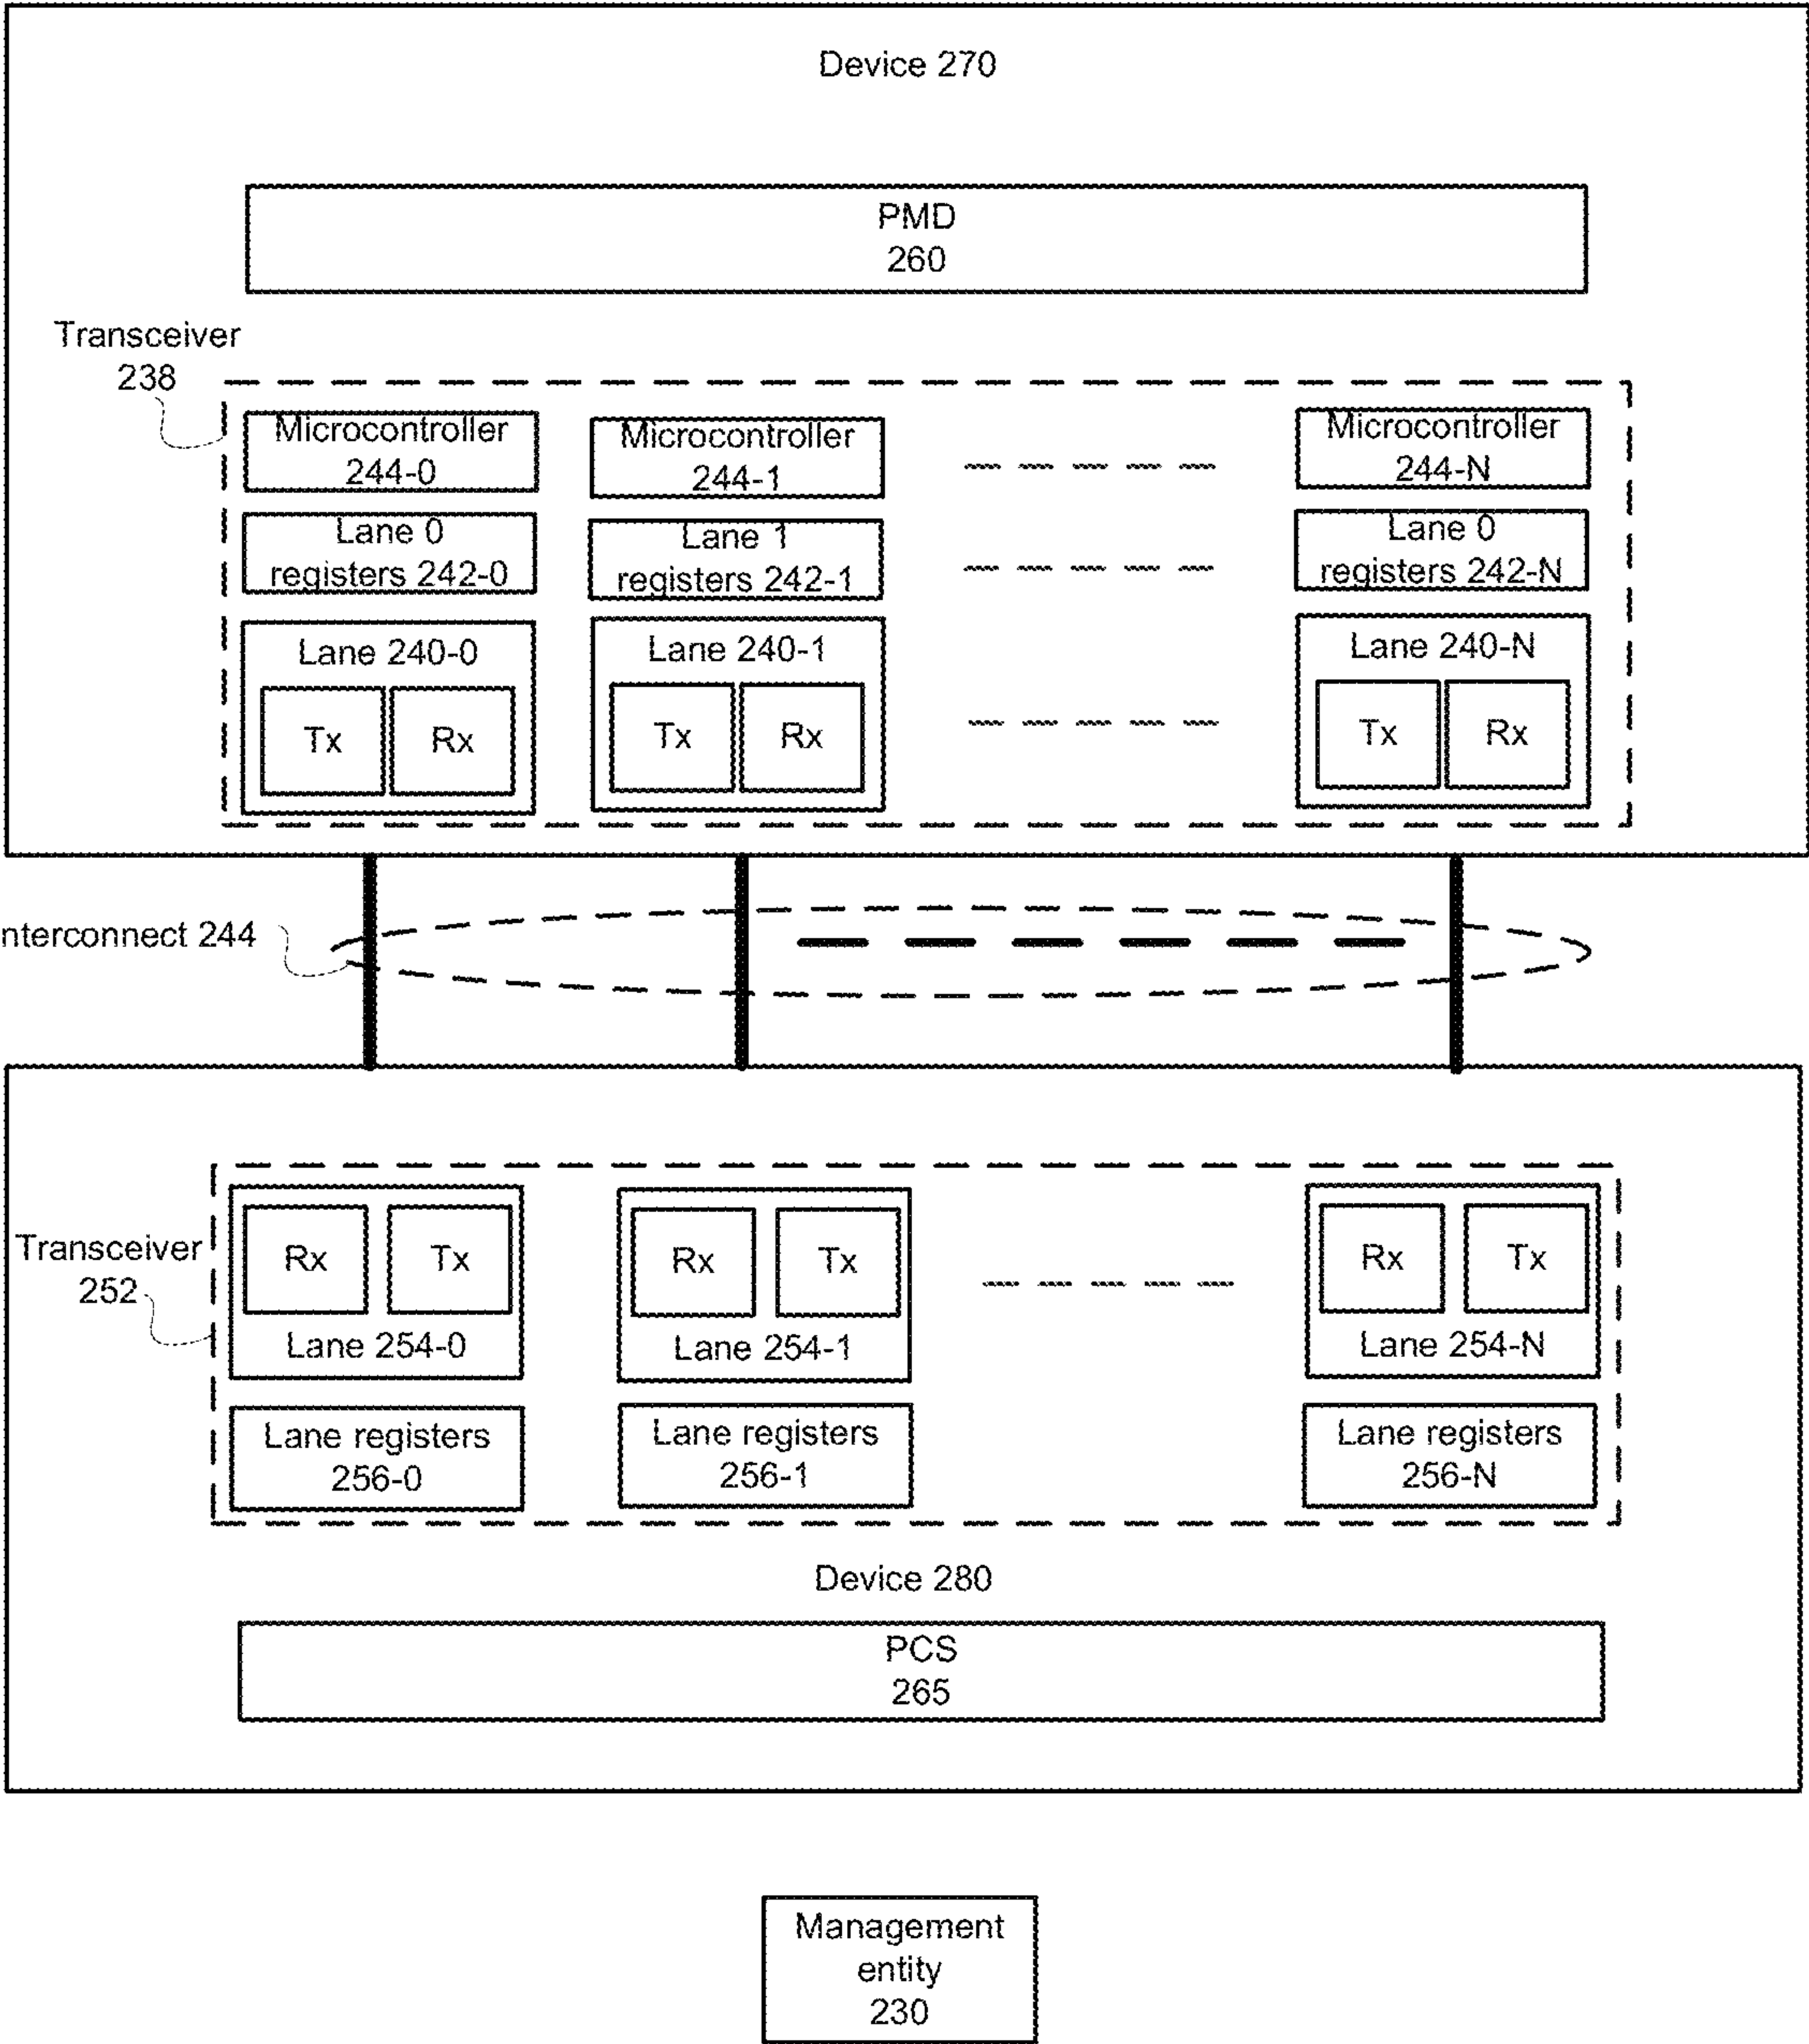 Device 270
PMD
260
Transceiver
238
Microcontroller
244-0
Microcontroller
244-1
Microcontroller
244-N
Lane 0
registers 242-0
Lane 1
registers 242-1
Lane 0
registers 242-N
Lane 240-0
Tx
Rx
Lane 240-1
Tx
Rx
Lane 240-N
Tx
Rx
nterconnect 244
Transceiver
252
Rx
Tx
Lane 254-0
Rx
Tx
Lane 254-1
Rx
Tx
Lane 254-N
Lane registers
256-0
Lane registers
256-1
Lane registers
256-N
Device 280
PCS
265
Management
entity
230